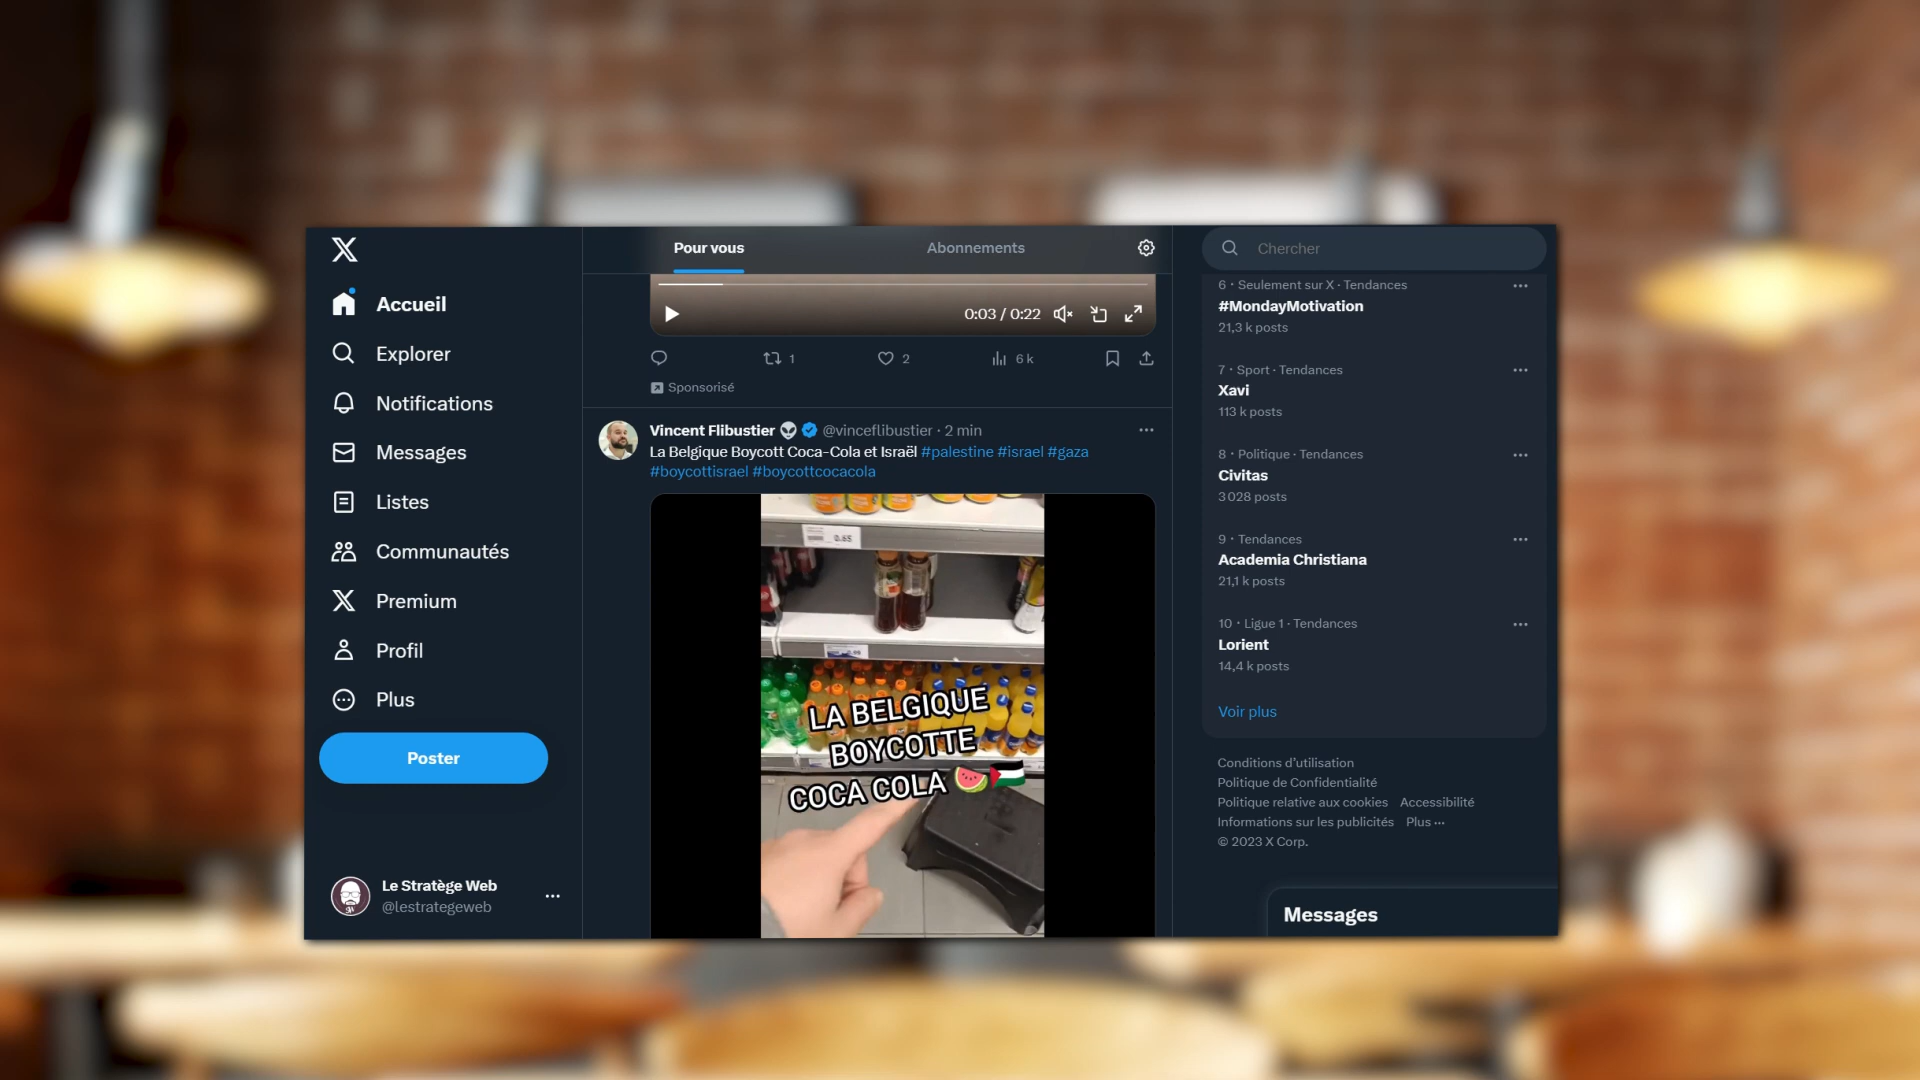 Accueil
Explorer
Notifications
Messages
Listes
Communautés
Premium
Profil
Plus
Poster
Le Stratège Web
@lestrategeweb
Pour vous
Abonnements
0:03 / 0:22
1
2
6 k
Sponsorisé
Vincent Flibustier 👽 @vinceflibustier · 2 min
La Belgique Boycott Coca-Cola et Israël #palestine #israel #gaza
#boycottisrael #boycottcocacola
0.65
LA BELGIQUE
BOYCOTTE
COCA COLA 🍉🇵🇸
Chercher
6 · Seulement sur X · Tendances
#MondayMotivation
21,3 k posts
7 · Sport · Tendances
Xavi
113 k posts
8 · Politique · Tendances
Civitas
3 028 posts
9 · Tendances
Academia Christiana
21,1 k posts
10 · Ligue 1 · Tendances
Lorient
14,4 k posts
Voir plus
Conditions d'utilisation
Politique de Confidentialité
Politique relative aux cookies Accessibilité
Informations sur les publicités Plus ···
© 2023 X Corp.
Messages